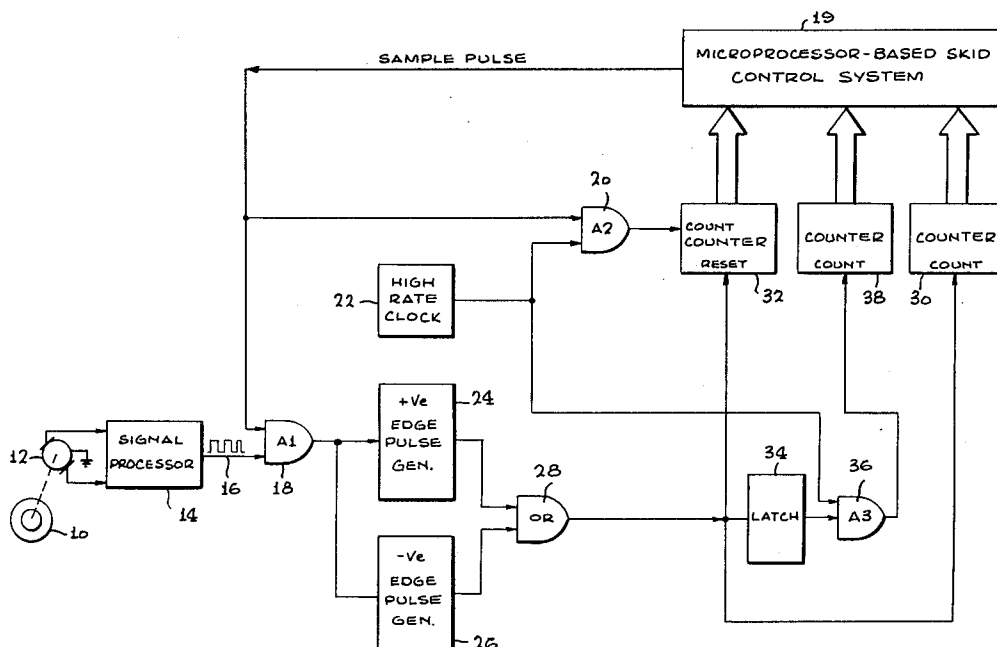 19
MICROPROCESSOR-BASED SKID
CONTROL SYSTEM
SAMPLE PULSE
20
A2
COUNT
COUNTER
RESET
32
COUNTER
COUNT
38
COUNTER
COUNT
30
22
HIGH
RATE
CLOCK
+Ve
EDGE
PULSE
GEN.
24
12
SIGNAL
PROCESSOR
14
16
A1
18
10
28
OR
34
LATCH
36
A3
-Ve
EDGE
PULSE
GEN.
26